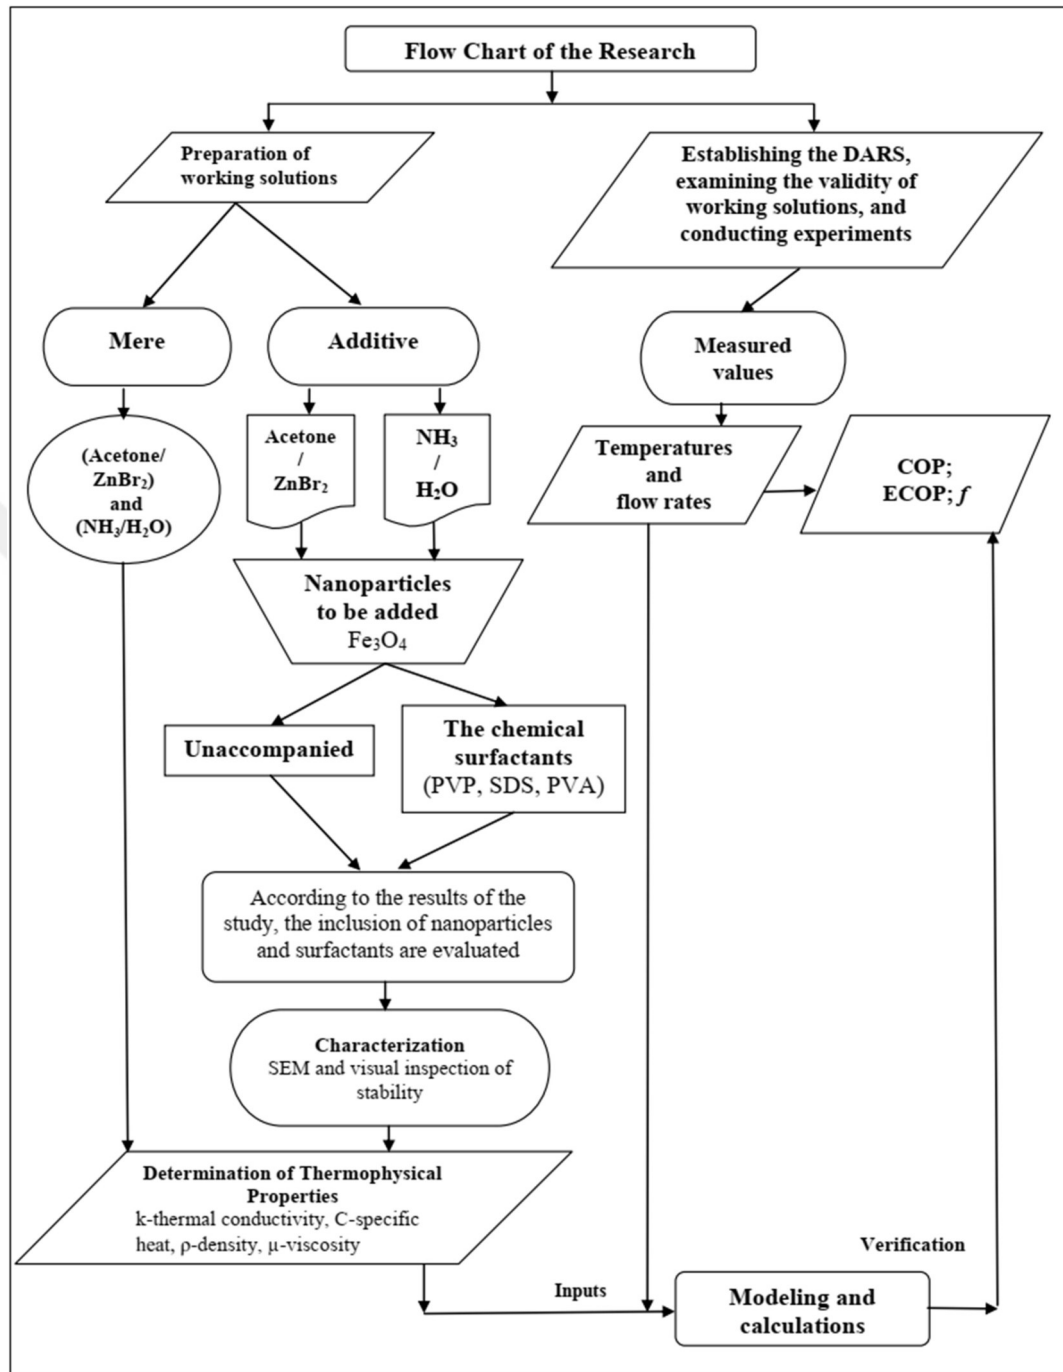 Flow Chart of the Research
Preparation of
working solutions
Establishing the DARS,
examining the validity of
working solutions, and
conducting experiments
Mere
Additive
Measured
values
(Acetone/
ZnBr₂)
and
(NH₃/H₂O)
Acetone
/
ZnBr₂
NH₃
/
H₂O
Temperatures
and
flow rates
COP;
ECOP; f
Nanoparticles
to be added
Fe₃O₄
Unaccompanied
The chemical
surfactants
(PVP, SDS, PVA)
According to the results of the
study, the inclusion of nanoparticles
and surfactants are evaluated
Characterization
SEM and visual inspection of
stability
Determination of Thermophysical
Properties
k-thermal conductivity, C-specific
heat, ρ-density, µ-viscosity
Verification
Inputs
Modeling and
calculations